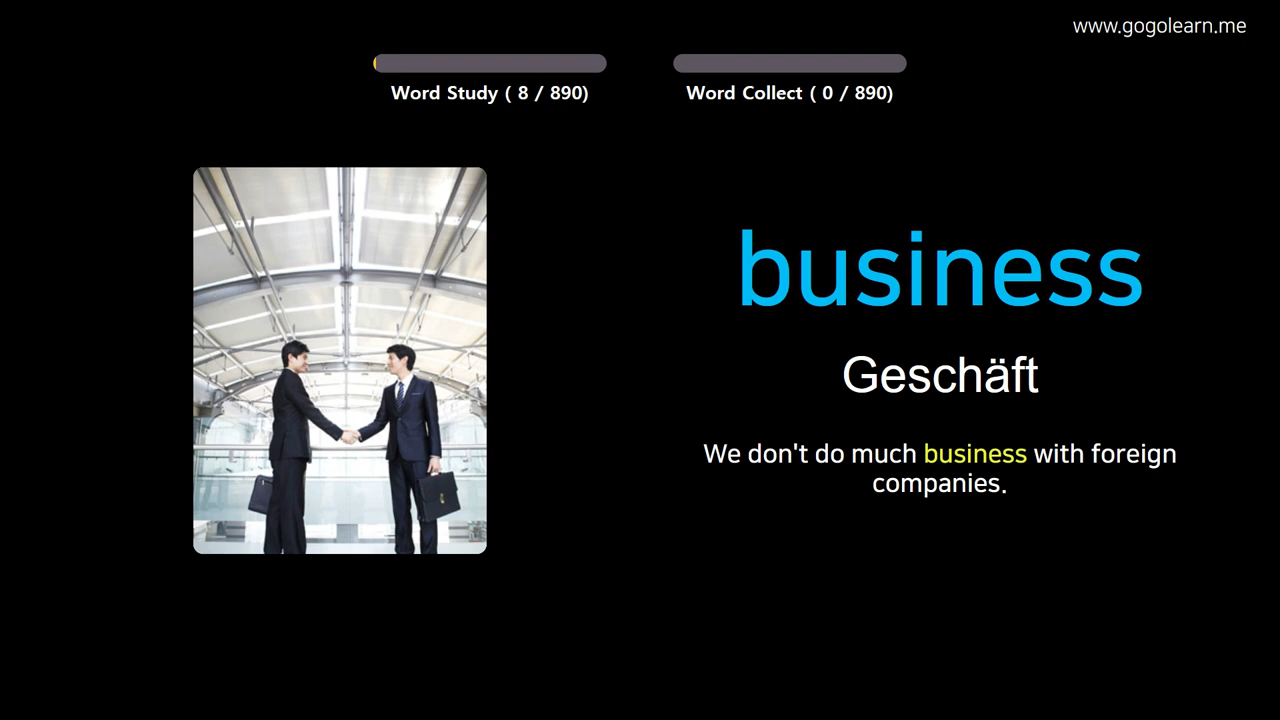 www.gogolearn.me
Word Study ( 8 / 890)
Word Collect ( 0 / 890)
business
Geschäft
We don't do much business with foreign
companies.